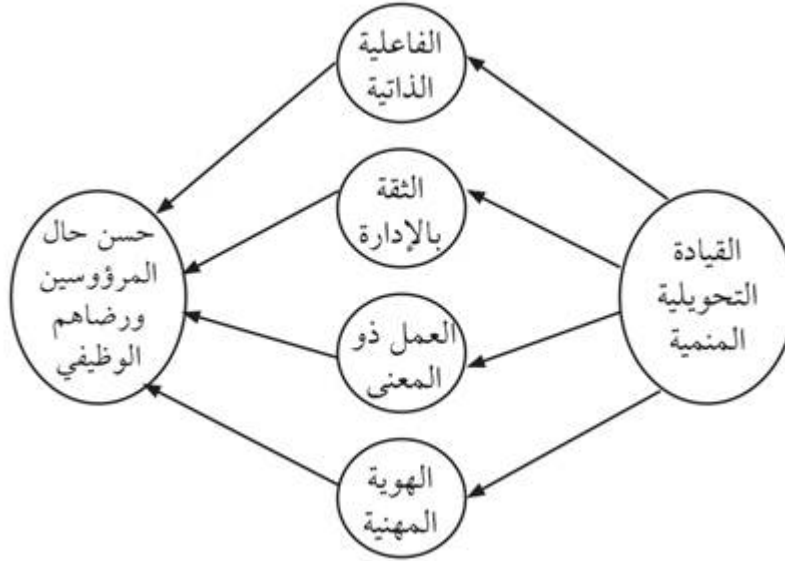 القيادة
التحويلية
المنمية
الفاعلية
الذاتية
الثقة
بالإدارة
العمل ذو
المعنى
الهوية
المهنية
حسن حال
المرؤوسين
ورضاهم
الوظيفي